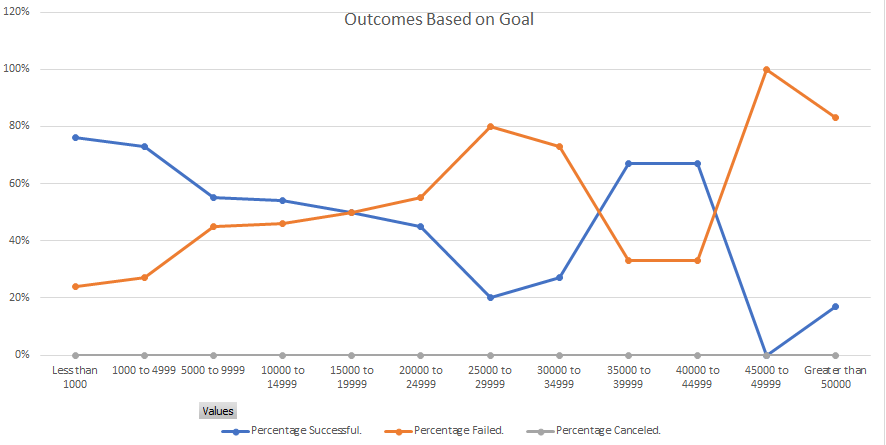 Outcomes Based on Goal
120%
100%
80%
60%
40%
20%
0%
Less than 1000
1000 to 4999
5000 to 9999
10000 to 14999
15000 to 19999
20000 to 24999
25000 to 29999
30000 to 34999
35000 to 39999
40000 to 44999
45000 to 49999
Greater than 50000
Values
Percentage Successful.
Percentage Failed.
Percentage Canceled.